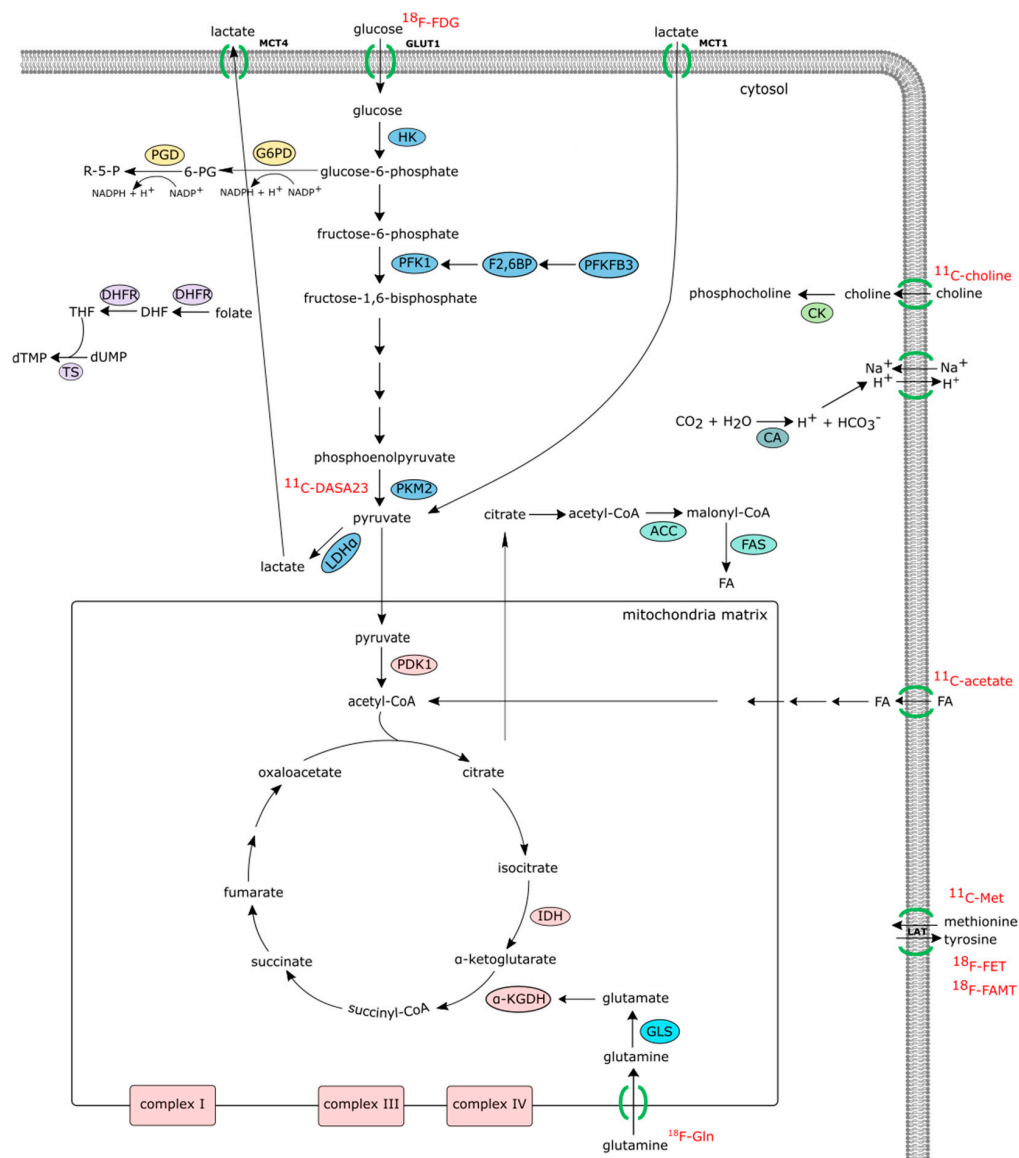 ¹⁸F-FDG
lactate
MCT4
glucose
GLUT1
lactate
MCT1
cytosol
glucose
HK
PGD
G6PD
R-5-P
6-PG
glucose-6-phosphate
NADPH + H⁺
NADP⁺
NADPH + H⁺
NADP⁺
fructose-6-phosphate
PFK1
F2,6BP
PFKFB3
fructose-1,6-bisphosphate
¹¹C-choline
phosphocholine
choline
choline
CK
DHFR
DHFR
THF
DHF
folate
dTMP
dUMP
TS
Na⁺
Na⁺
H⁺
H⁺
CO₂ + H₂O
H⁺ + HCO₃⁻
CA
phosphoenolpyruvate
¹¹C-DASA23
PKM2
pyruvate
citrate
acetyl-CoA
malonyl-CoA
ACC
FAS
LDHα
lactate
FA
mitochondria matrix
pyruvate
PDK1
¹¹C-acetate
acetyl-CoA
FA
FA
oxaloacetate
citrate
isocitrate
fumarate
IDH
¹¹C-Met
methionine
LAT
tyrosine
¹⁸F-FET
¹⁸F-FAMT
succinate
α-ketoglutarate
succinyl-CoA
α-KGDH
glutamate
GLS
glutamine
complex I
complex III
complex IV
glutamine
¹⁸F-Gln